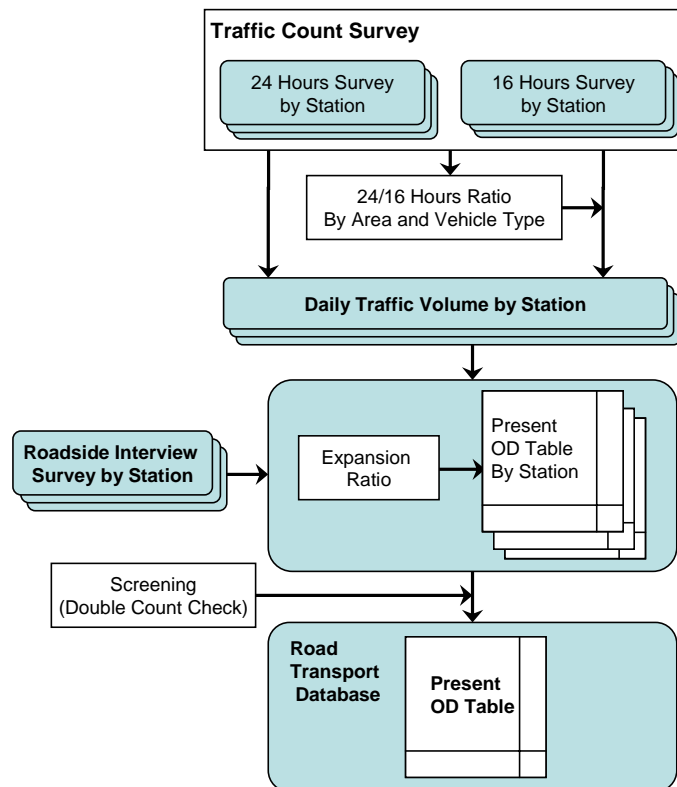 Traffic Count Survey
24 Hours Survey
by Station
16 Hours Survey
by Station
24/16 Hours Ratio
By Area and Vehicle Type
Daily Traffic Volume by Station
Roadside Interview
Survey by Station
Expansion
Ratio
Present
OD Table
By Station
Screening
(Double Count Check)
Road
Transport
Database
Present
OD Table